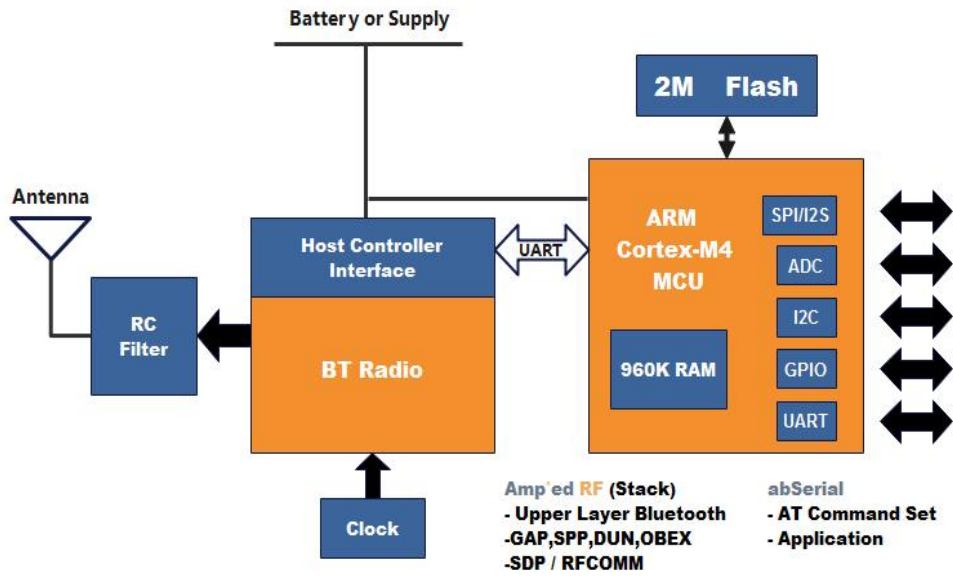 Battery or Supply
2M Flash
Antenna
ARM
Cortex-M4
MCU
SPI/I2S
ADC
I2C
GPIO
UART
Host Controller
Interface
UART
RC
Filter
BT Radio
960K RAM
Clock
Amp'ed RF (Stack)
- Upper Layer Bluetooth
-GAP,SPP,DUN,OBEX
-SDP / RFCOMM
abSerial
- AT Command Set
- Application